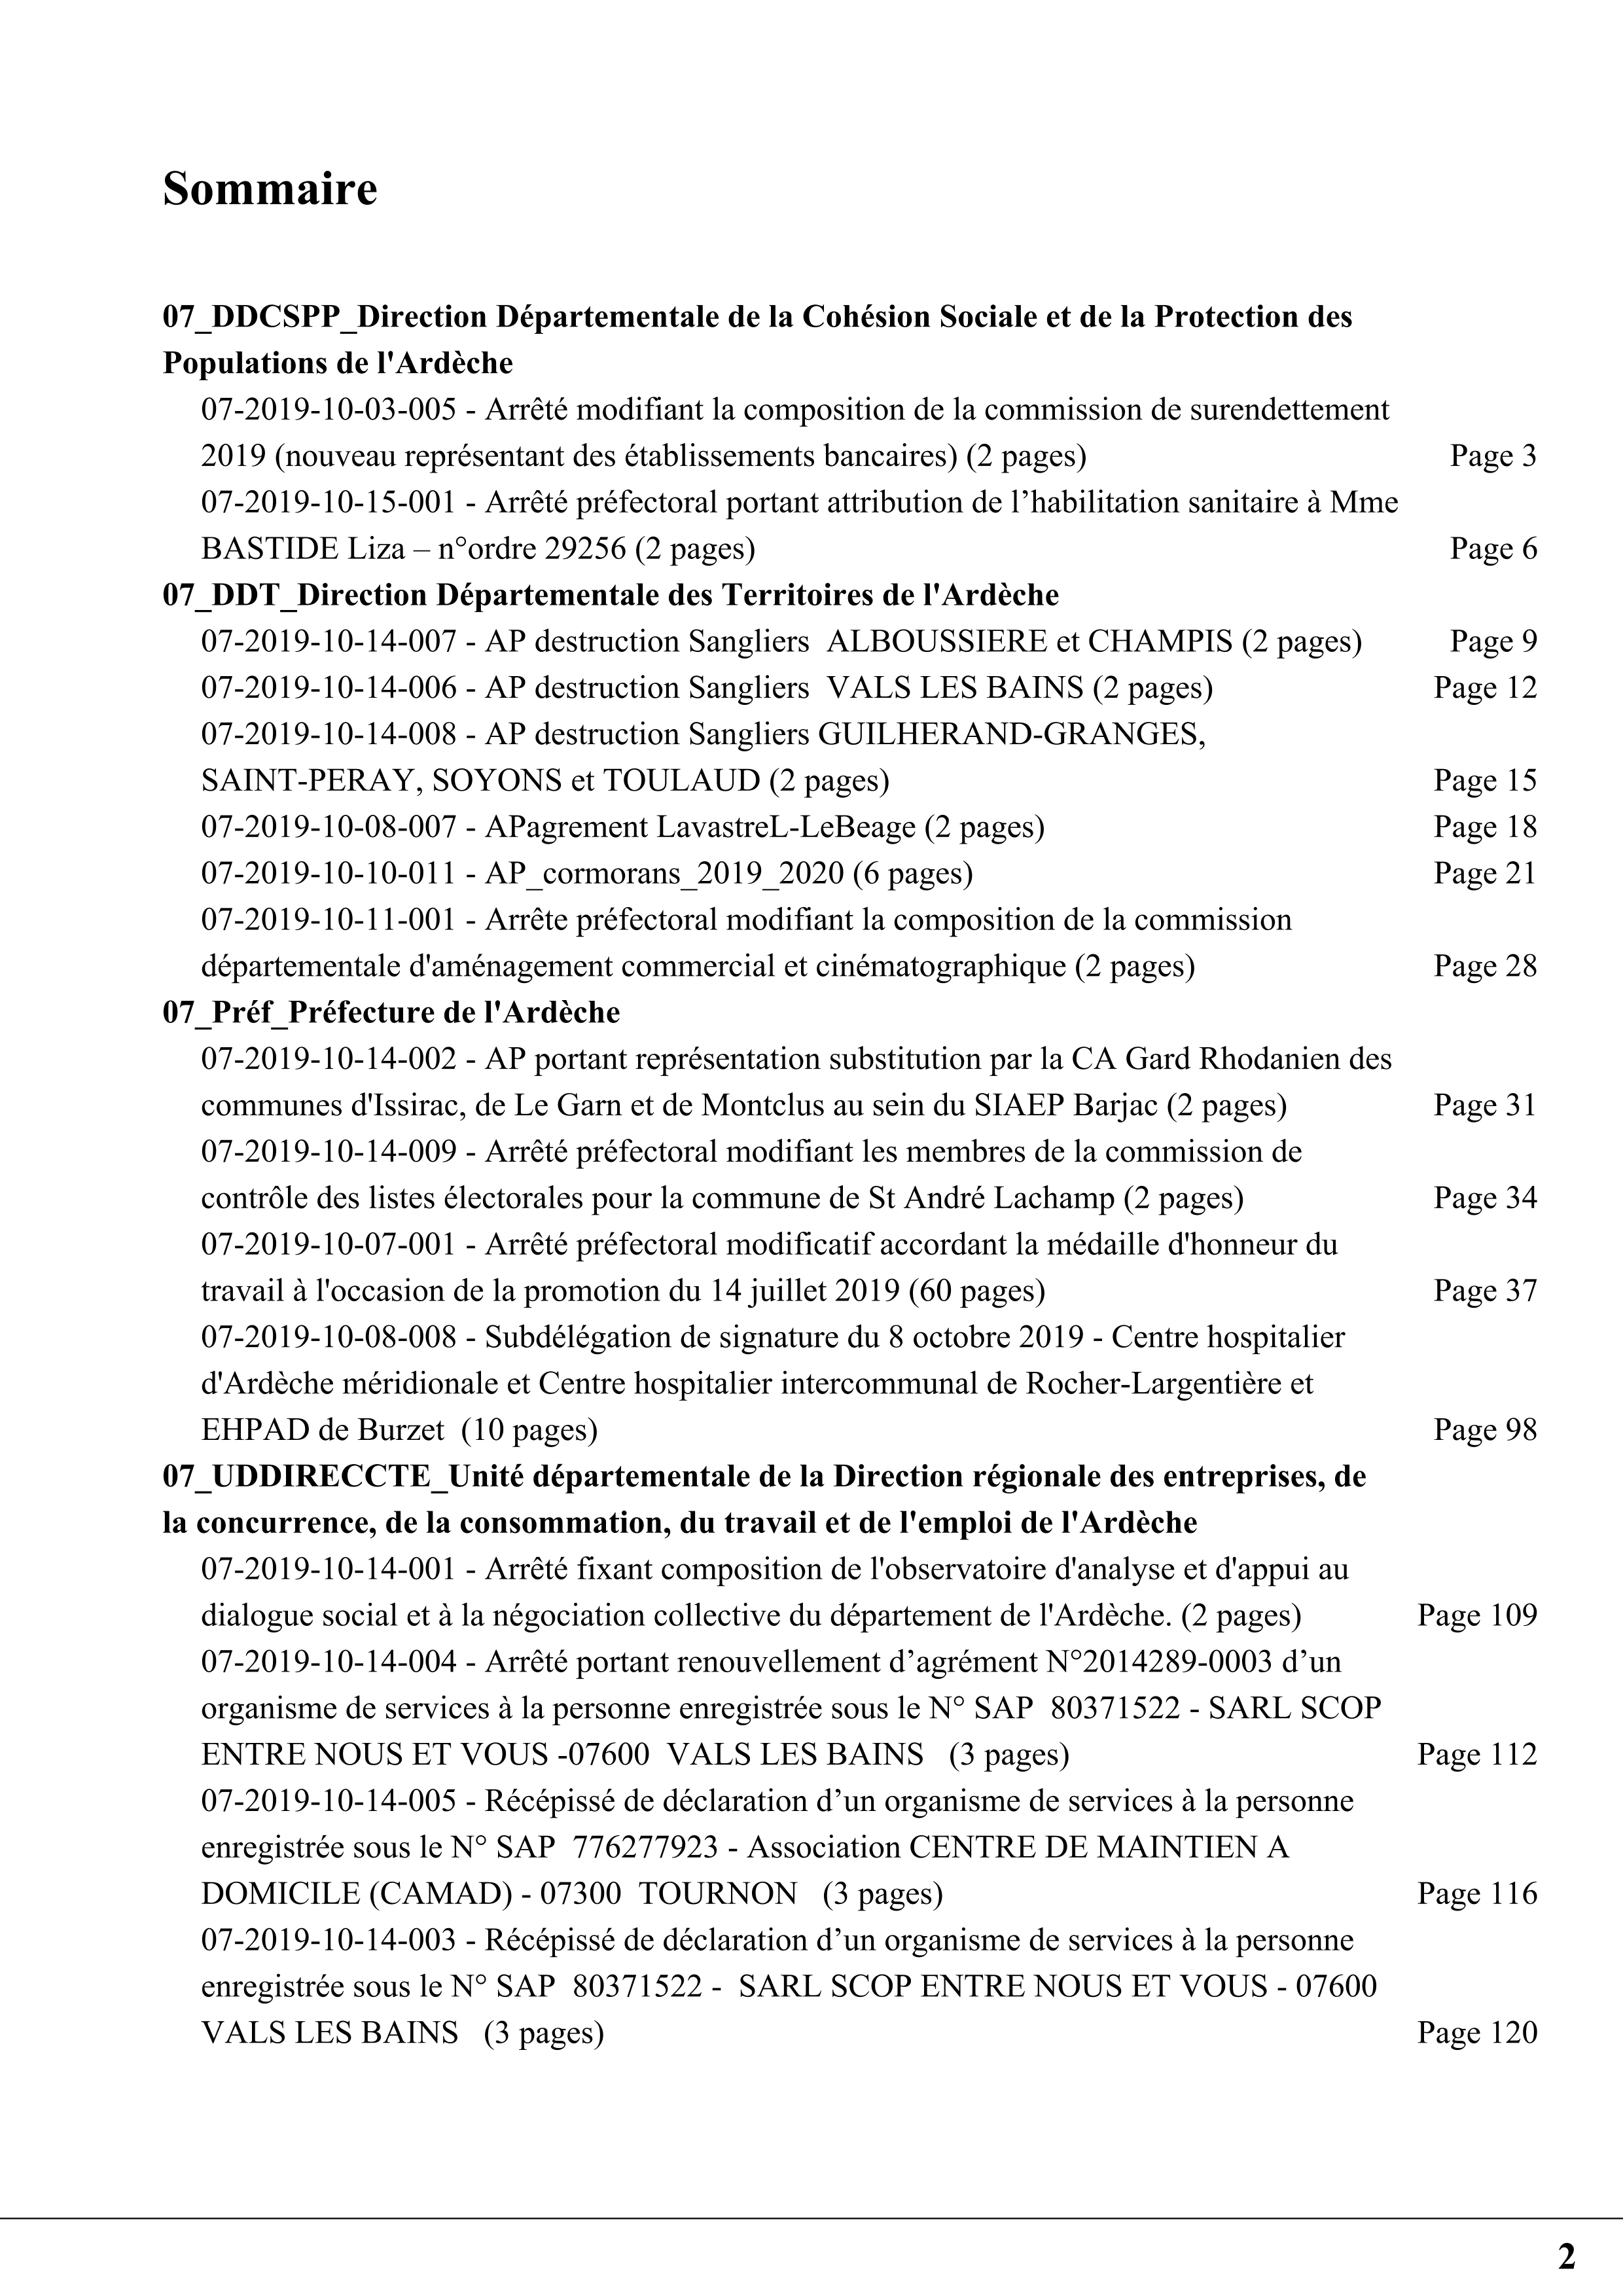 Sommaire
07_DDCSPP_Direction Départementale de la Cohésion Sociale et de la Protection des
Populations de l'Ardèche
07-2019-10-03-005 - Arrêté modifiant la composition de la commission de surendettement
2019 (nouveau représentant des établissements bancaires) (2 pages) Page 3
07-2019-10-15-001 - Arrêté préfectoral portant attribution de l’habilitation sanitaire à Mme
BASTIDE Liza – n°ordre 29256 (2 pages) Page 6
07_DDT_Direction Départementale des Territoires de l'Ardèche
07-2019-10-14-007 - AP destruction Sangliers  ALBOUSSIERE et CHAMPIS (2 pages) Page 9
07-2019-10-14-006 - AP destruction Sangliers  VALS LES BAINS (2 pages) Page 12
07-2019-10-14-008 - AP destruction Sangliers GUILHERAND-GRANGES,
SAINT-PERAY, SOYONS et TOULAUD (2 pages) Page 15
07-2019-10-08-007 - APagrement LavastreL-LeBeage (2 pages) Page 18
07-2019-10-10-011 - AP_cormorans_2019_2020 (6 pages) Page 21
07-2019-10-11-001 - Arrête préfectoral modifiant la composition de la commission
départementale d'aménagement commercial et cinématographique (2 pages) Page 28
07_Préf_Préfecture de l'Ardèche
07-2019-10-14-002 - AP portant représentation substitution par la CA Gard Rhodanien des
communes d'Issirac, de Le Garn et de Montclus au sein du SIAEP Barjac (2 pages) Page 31
07-2019-10-14-009 - Arrêté préfectoral modifiant les membres de la commission de
contrôle des listes électorales pour la commune de St André Lachamp (2 pages) Page 34
07-2019-10-07-001 - Arrêté préfectoral modificatif accordant la médaille d'honneur du
travail à l'occasion de la promotion du 14 juillet 2019 (60 pages) Page 37
07-2019-10-08-008 - Subdélégation de signature du 8 octobre 2019 - Centre hospitalier
d'Ardèche méridionale et Centre hospitalier intercommunal de Rocher-Largentière et
EHPAD de Burzet  (10 pages) Page 98
07_UDDIRECCTE_Unité départementale de la Direction régionale des entreprises, de
la concurrence, de la consommation, du travail et de l'emploi de l'Ardèche
07-2019-10-14-001 - Arrêté fixant composition de l'observatoire d'analyse et d'appui au
dialogue social et à la négociation collective du département de l'Ardèche. (2 pages) Page 109
07-2019-10-14-004 - Arrêté portant renouvellement d’agrément N°2014289-0003 d’un
organisme de services à la personne enregistrée sous le N° SAP  80371522 - SARL SCOP
ENTRE NOUS ET VOUS -07600  VALS LES BAINS   (3 pages) Page 112
07-2019-10-14-005 - Récépissé de déclaration d’un organisme de services à la personne
enregistrée sous le N° SAP  776277923 - Association CENTRE DE MAINTIEN A
DOMICILE (CAMAD) - 07300  TOURNON   (3 pages) Page 116
07-2019-10-14-003 - Récépissé de déclaration d’un organisme de services à la personne
enregistrée sous le N° SAP  80371522 -  SARL SCOP ENTRE NOUS ET VOUS - 07600
VALS LES BAINS   (3 pages) Page 120
2